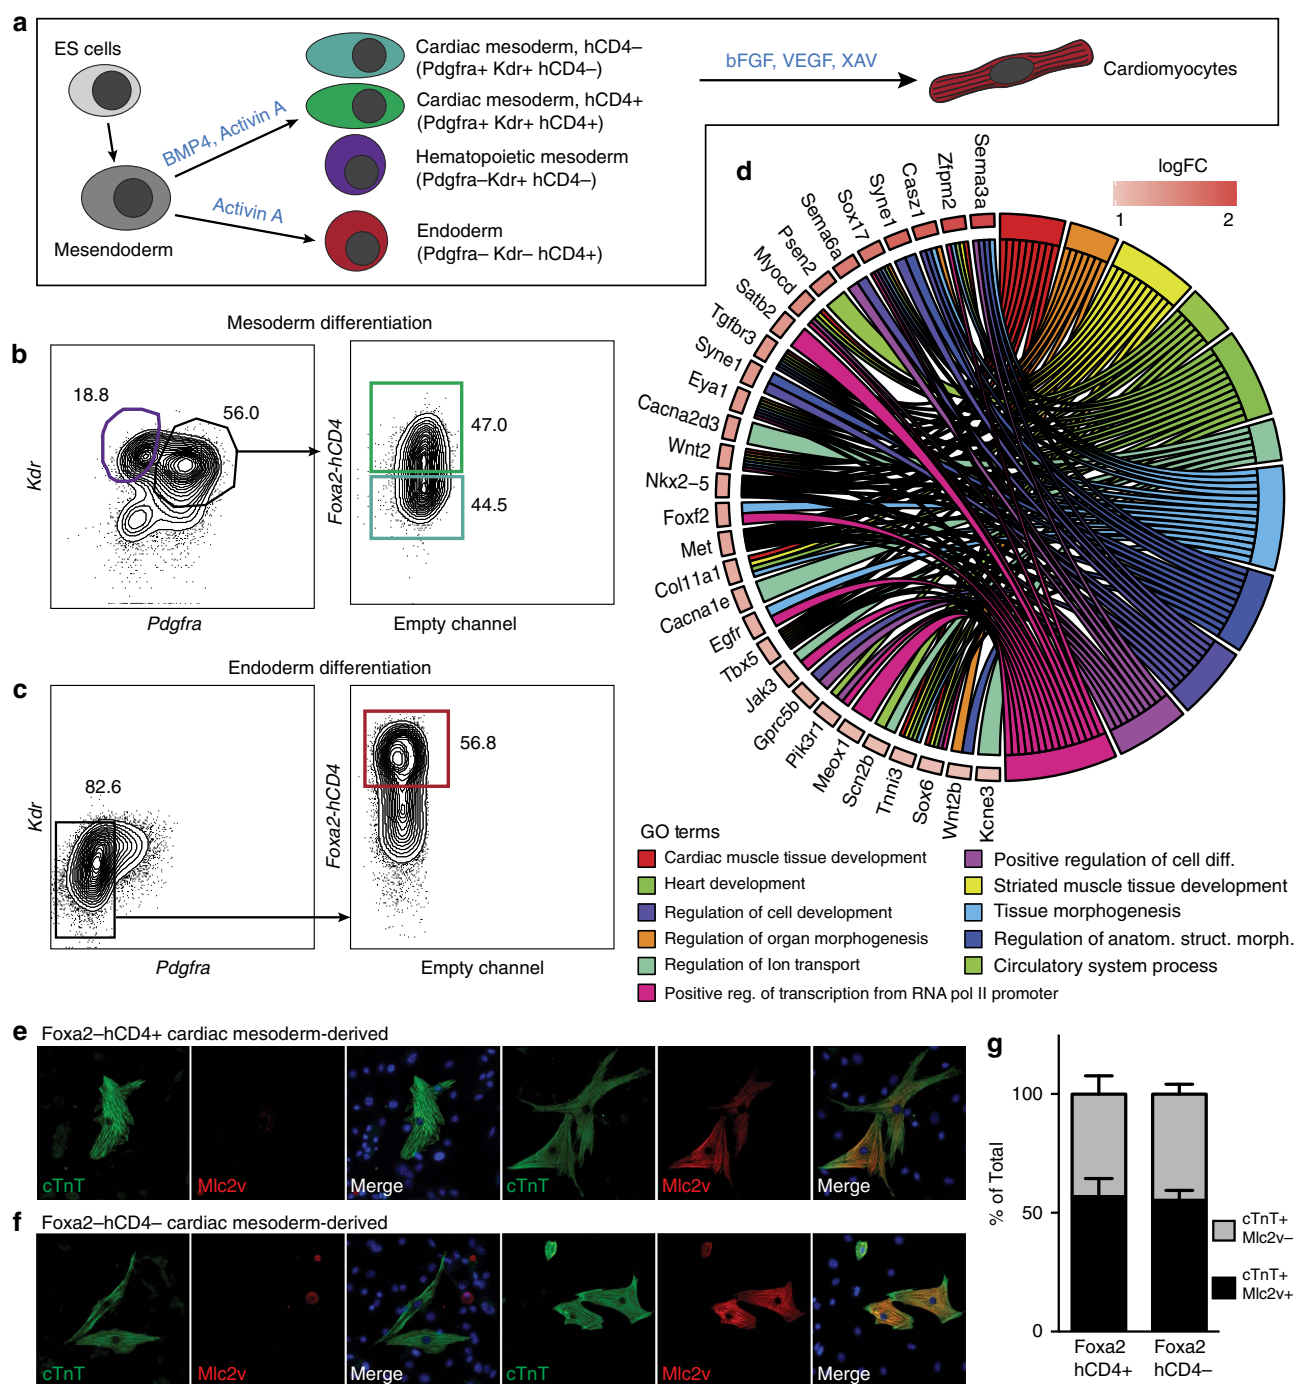 a
ES cells
Mesendoderm
BMP4, Activin A
Activin A
Cardiac mesoderm, hCD4–
(Pdgfra+ Kdr+ hCD4–)
Cardiac mesoderm, hCD4+
(Pdgfra+ Kdr+ hCD4+)
Hematopoietic mesoderm
(Pdgfra–Kdr+ hCD4–)
Endoderm
(Pdgfra– Kdr– hCD4+)
bFGF, VEGF, XAV
Cardiomyocytes
b
Mesoderm differentiation
18.8
56.0
Kdr
Pdgfra
47.0
44.5
Foxa2-hCD4
Empty channel
c
Endoderm differentiation
82.6
Kdr
Pdgfra
56.8
Foxa2-hCD4
Empty channel
d
logFC
1 2
Sema3a
Zfpm2
Casz1
Syne1
Sox17
Sema6a
Psen2
Myocd
Satb2
Tgfbr3
Syne1
Eya1
Cacna2d3
Wnt2
Nkx2–5
Foxf2
Met
Col11a1
Cacna1e
Egfr
Tbx5
Jak3
Gprc5b
Pik3r1
Meox1
Scn2b
Tnni3
Sox6
Wnt2b
Kcne3
GO terms
Cardiac muscle tissue development
Heart development
Regulation of cell development
Regulation of organ morphogenesis
Regulation of Ion transport
Positive reg. of transcription from RNA pol II promoter
Positive regulation of cell diff.
Striated muscle tissue development
Tissue morphogenesis
Regulation of anatom. struct. morph.
Circulatory system process
e
Foxa2–hCD4+ cardiac mesoderm-derived
cTnT
Mlc2v
Merge
cTnT
Mlc2v
Merge
f
Foxa2–hCD4– cardiac mesoderm-derived
cTnT
Mlc2v
Merge
cTnT
Mlc2v
Merge
g
% of Total
100
50
0
cTnT+
Mlc2v–
cTnT+
Mlc2v+
Foxa2
hCD4+
Foxa2
hCD4–